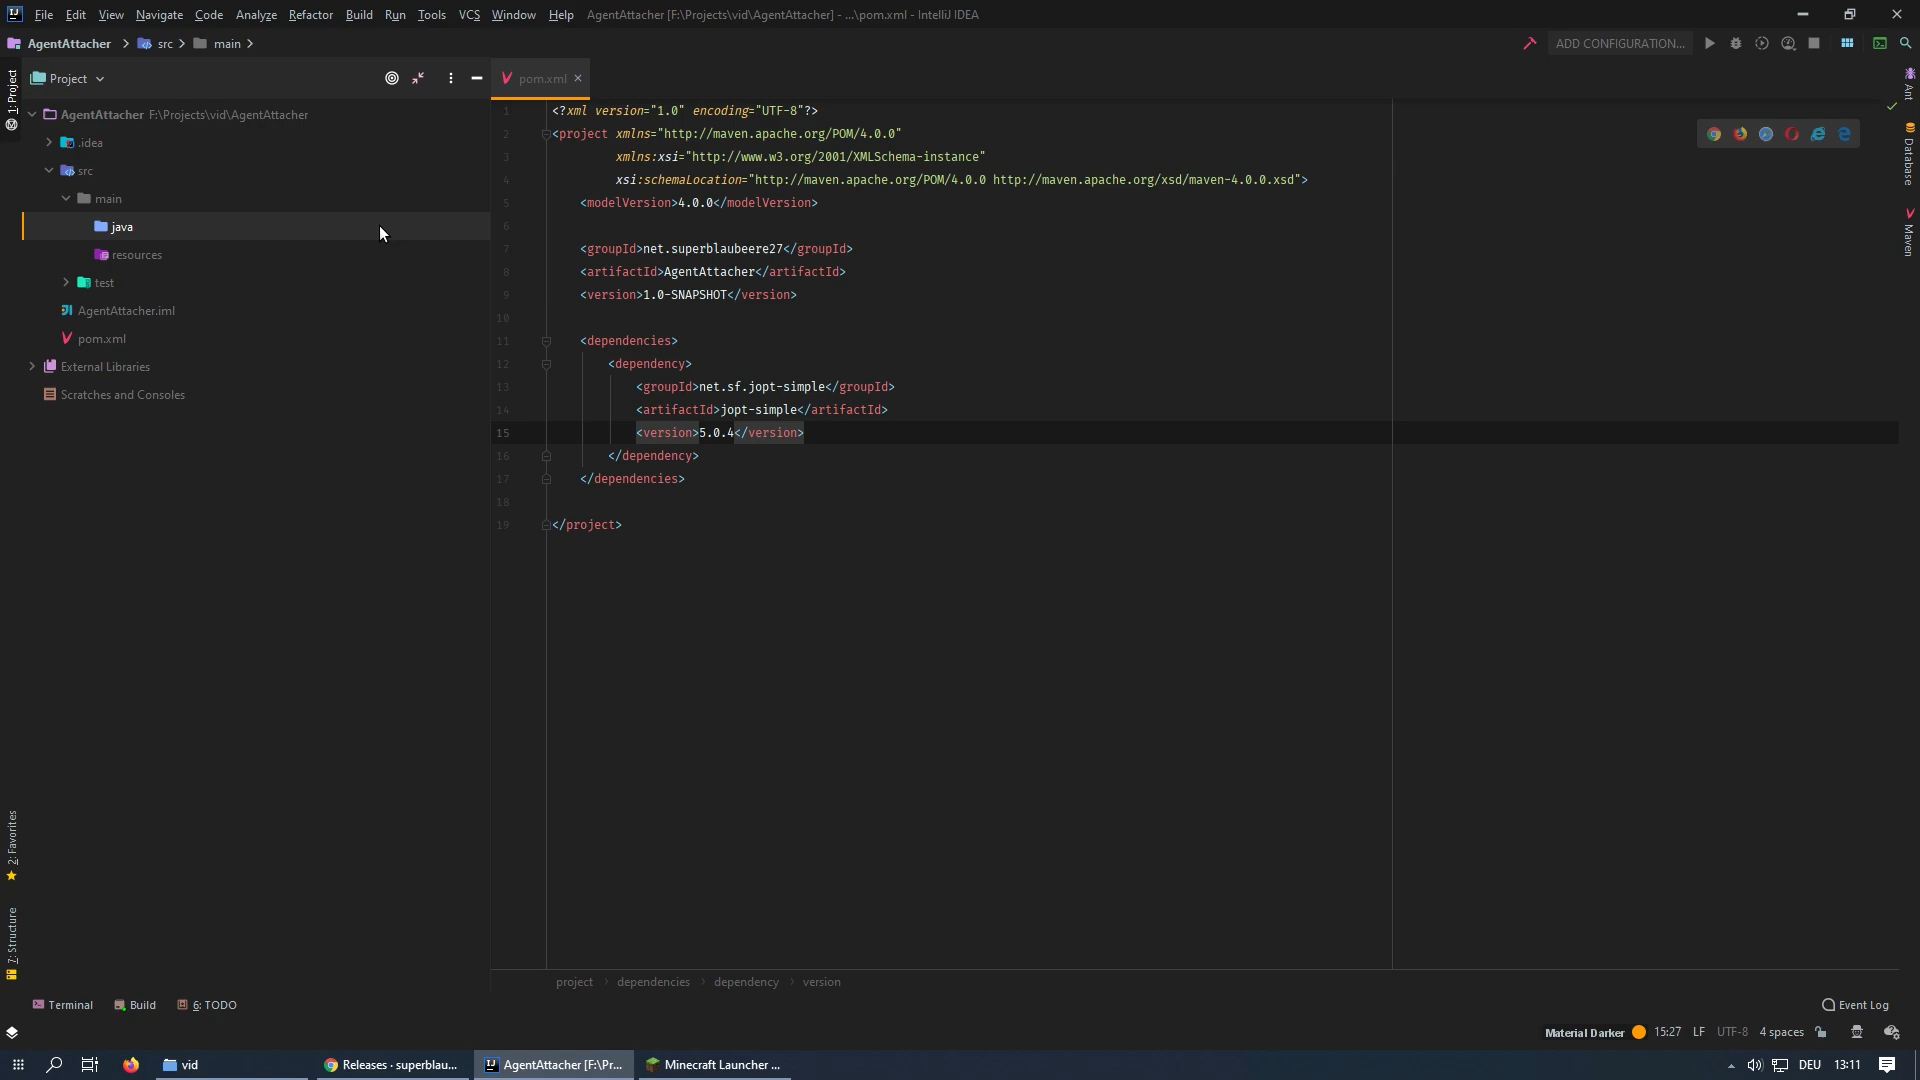 File Edit View Navigate Code Analyze Refactor Build Run Tools VCS Window Help AgentAttacher [F:\Projects\vid\AgentAttacher] - ...\pom.xml - IntelliJ IDEA
AgentAttacher src main
ADD CONFIGURATION...
1: Project
Project
pom.xml
AgentAttacher F:\Projects\vid\AgentAttacher
.idea
src
main
java
resources
test
AgentAttacher.iml
pom.xml
External Libraries
Scratches and Consoles
1 <?xml version="1.0" encoding="UTF-8"?>
2 <project xmlns="http://maven.apache.org/POM/4.0.0"
3 xmlns:xsi="http://www.w3.org/2001/XMLSchema-instance"
4 xsi:schemaLocation="http://maven.apache.org/POM/4.0.0 http://maven.apache.org/xsd/maven-4.0.0.xsd">
5 <modelVersion>4.0.0</modelVersion>
6
7 <groupId>net.superblaubeere27</groupId>
8 <artifactId>AgentAttacher</artifactId>
9 <version>1.0-SNAPSHOT</version>
10
11 <dependencies>
12 <dependency>
13 <groupId>net.sf.jopt-simple</groupId>
14 <artifactId>jopt-simple</artifactId>
15 <version>5.0.4</version>
16 </dependency>
17 </dependencies>
18
19 </project>
Ant
Database
Maven
2: Favorites
7: Structure
project dependencies dependency version
Terminal Build 6: TODO
Event Log
Material Darker 15:27 LF UTF-8 4 spaces
vid Releases · superblau... AgentAttacher [F:\Pr... Minecraft Launcher ... DEU 13:11